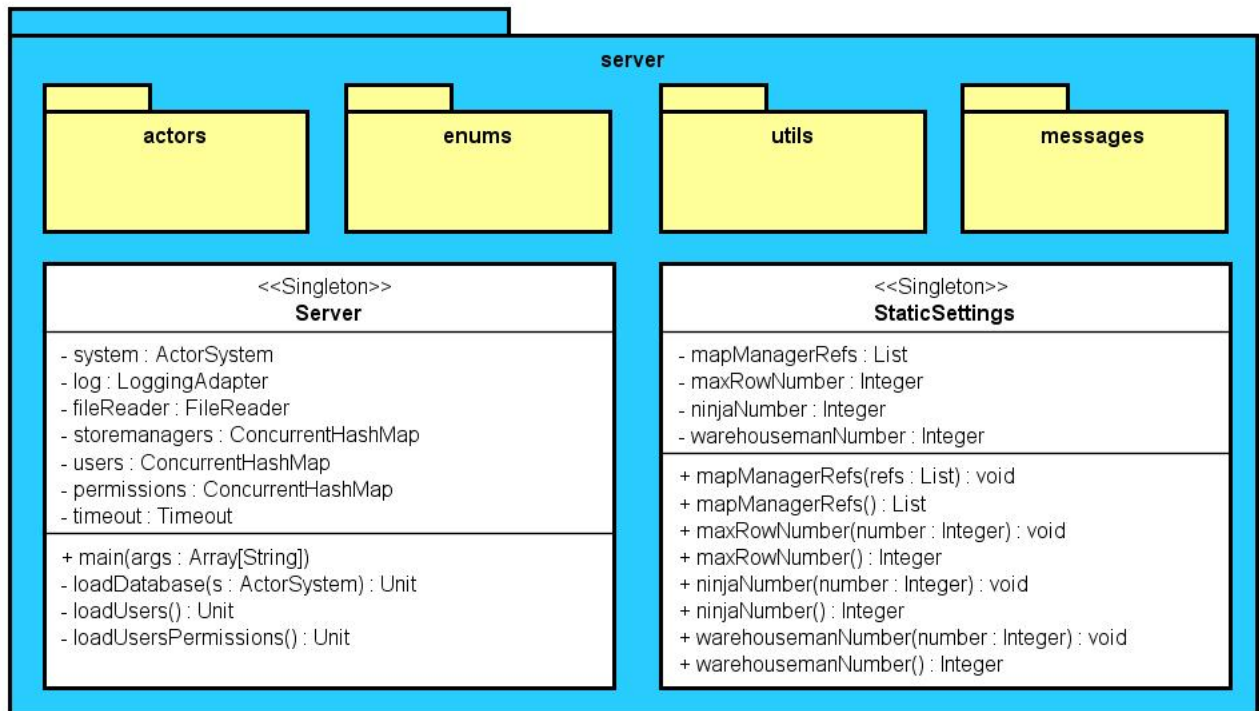 server
actors
enums
utils
messages
<<Singleton>>
Server
- system : ActorSystem
- log : LoggingAdapter
- fileReader : FileReader
- storemanagers : ConcurrentHashMap
- users : ConcurrentHashMap
- permissions : ConcurrentHashMap
- timeout : Timeout
+ main(args : Array[String])
- loadDatabase(s : ActorSystem) : Unit
- loadUsers() : Unit
- loadUsersPermissions() : Unit
<<Singleton>>
StaticSettings
- mapManagerRefs : List
- maxRowNumber : Integer
- ninjaNumber : Integer
- warehousemanNumber : Integer
+ mapManagerRefs(refs : List) : void
+ mapManagerRefs() : List
+ maxRowNumber(number : Integer) : void
+ maxRowNumber() : Integer
+ ninjaNumber(number : Integer) : void
+ ninjaNumber() : Integer
+ warehousemanNumber(number : Integer) : void
+ warehousemanNumber() : Integer